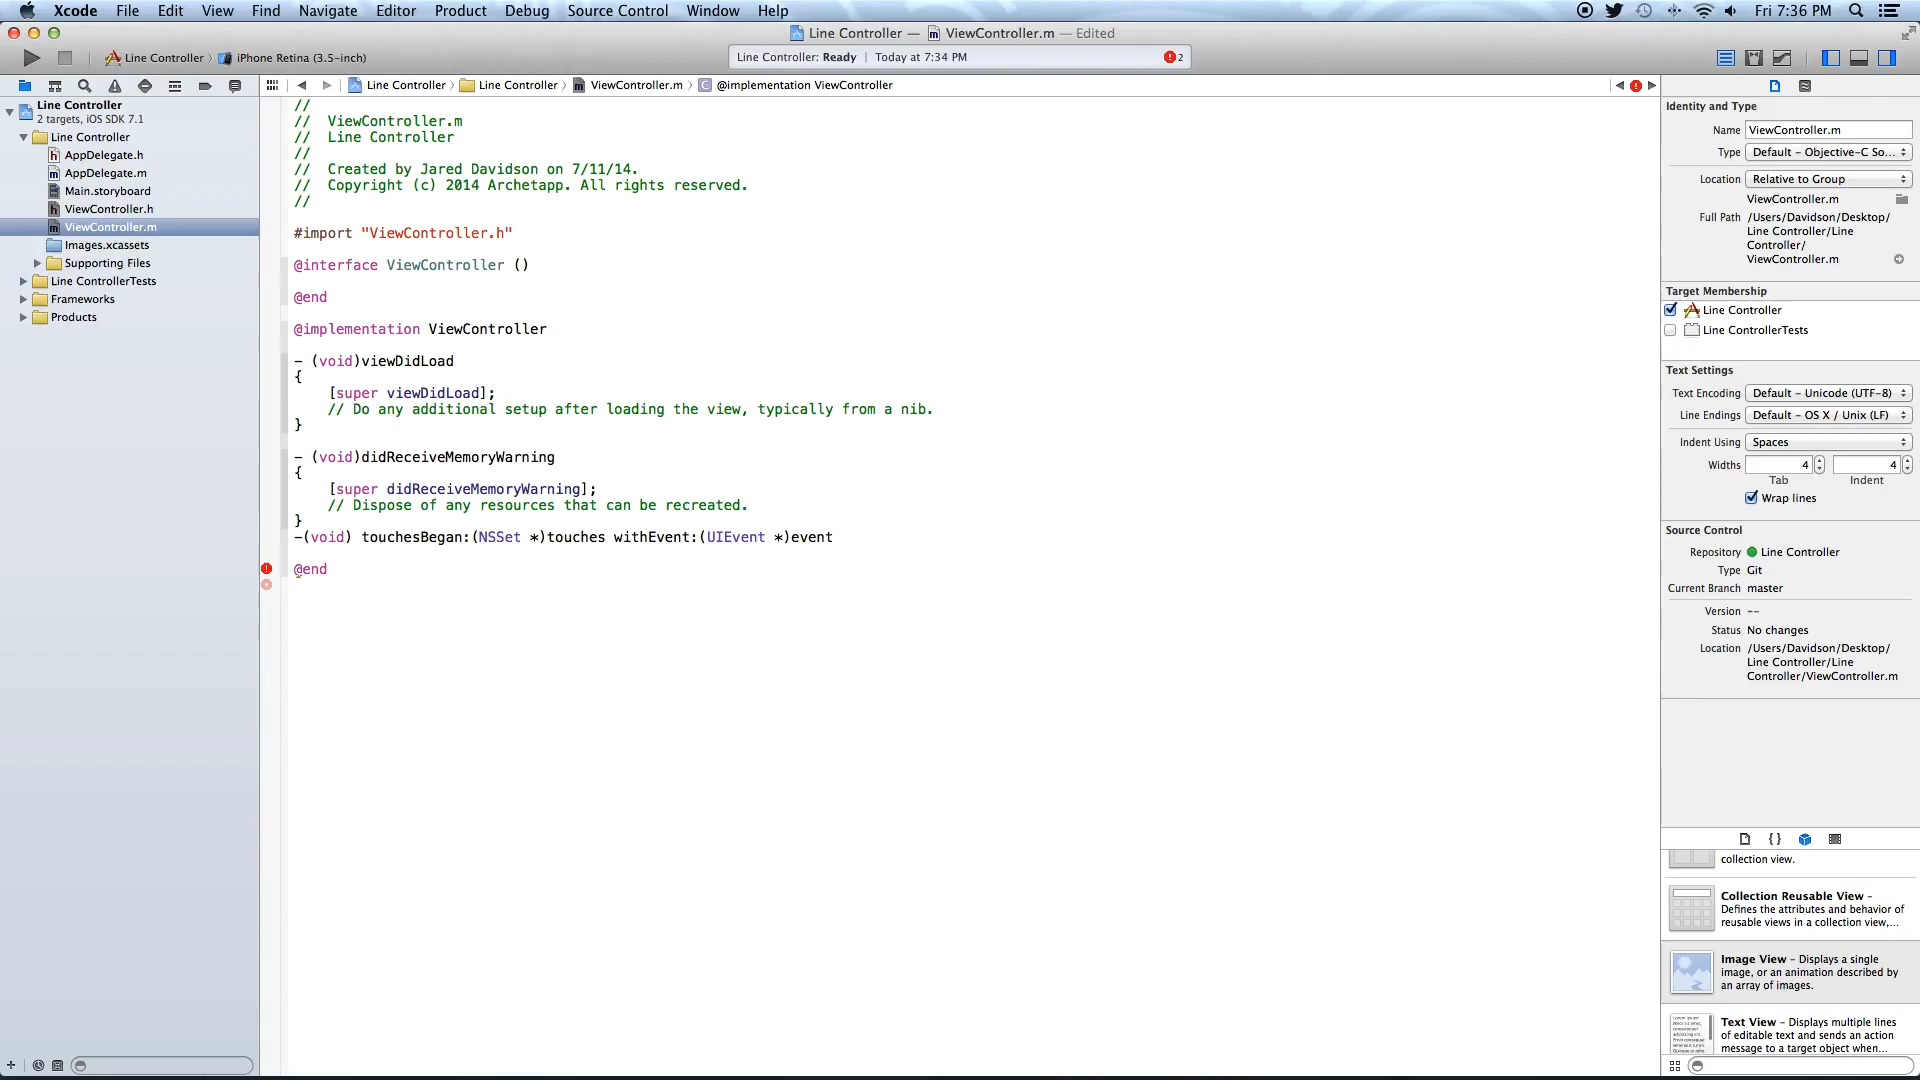 Xcode File Edit View Find Navigate Editor Product Debug Source Control Window Help Fri 7:36 PM
Line Controller — ViewController.m — Edited
Line Controller › iPhone Retina (3.5-inch)
Line Controller: Ready | Today at 7:34 PM 2
Line Controller › Line Controller › ViewController.m › @implementation ViewController
Line Controller
2 targets, iOS SDK 7.1
Line Controller
AppDelegate.h
AppDelegate.m
Main.storyboard
ViewController.h
ViewController.m
Images.xcassets
Supporting Files
Line ControllerTests
Frameworks
Products
//
//  ViewController.m
//  Line Controller
//
//  Created by Jared Davidson on 7/11/14.
//  Copyright (c) 2014 Archetapp. All rights reserved.
//
#import "ViewController.h"
@interface ViewController ()
@end
@implementation ViewController
- (void)viewDidLoad
{
[super viewDidLoad];
// Do any additional setup after loading the view, typically from a nib.
}
- (void)didReceiveMemoryWarning
{
[super didReceiveMemoryWarning];
// Dispose of any resources that can be recreated.
}
-(void) touchesBegan:(NSSet *)touches withEvent:(UIEvent *)event
@end
Identity and Type
Name ViewController.m
Type Default - Objective-C So...
Location Relative to Group
ViewController.m
Full Path /Users/Davidson/Desktop/
Line Controller/Line
Controller/
ViewController.m
Target Membership
Line Controller
Line ControllerTests
Text Settings
Text Encoding Default - Unicode (UTF-8)
Line Endings Default - OS X / Unix (LF)
Indent Using Spaces
Widths 4 4
Tab Indent
Wrap lines
Source Control
Repository Line Controller
Type Git
Current Branch master
Version --
Status No changes
Location /Users/Davidson/Desktop/
Line Controller/Line
Controller/ViewController.m
{ }
collection view.
Collection Reusable View -
Defines the attributes and behavior of
reusable views in a collection view,...
Image View - Displays a single
image, or an animation described by
an array of images.
Text View - Displays multiple lines
of editable text and sends an action
message to a target object when...